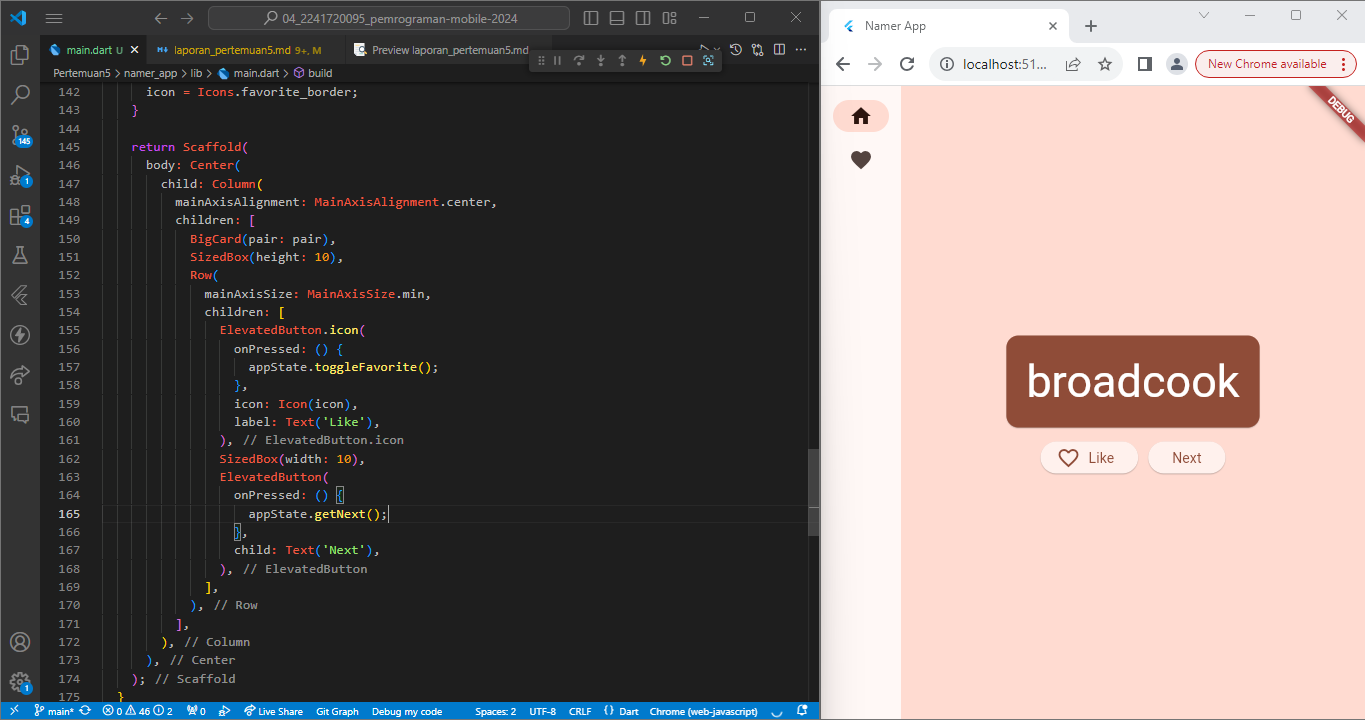 04_2241720095_pemrograman-mobile-2024
main.dart U
laporan_pertemuan5.md 9+, M
Preview laporan_pertemuan5.md
Pertemuan5 > namer_app > lib > main.dart > build
142 icon = Icons.favorite_border;
143 }
144
145 return Scaffold(
146 body: Center(
147 child: Column(
148 mainAxisAlignment: MainAxisAlignment.center,
149 children: [
150 BigCard(pair: pair),
151 SizedBox(height: 10),
152 Row(
153 mainAxisSize: MainAxisSize.min,
154 children: [
155 ElevatedButton.icon(
156 onPressed: () {
157 appState.toggleFavorite();
158 },
159 icon: Icon(icon),
160 label: Text('Like'),
161 ), // ElevatedButton.icon
162 SizedBox(width: 10),
163 ElevatedButton(
164 onPressed: () {
165 appState.getNext();
166 },
167 child: Text('Next'),
168 ), // ElevatedButton
169 ],
170 ), // Row
171 ],
172 ), // Column
173 ), // Center
174 ); // Scaffold
175 }
145
1
4
1
main* 0 46 2 0 Live Share Git Graph Debug my code Spaces: 2 UTF-8 CRLF {} Dart Chrome (web-javascript)
Namer App
localhost:51...
New Chrome available
DEBUG
broadcook
Like
Next